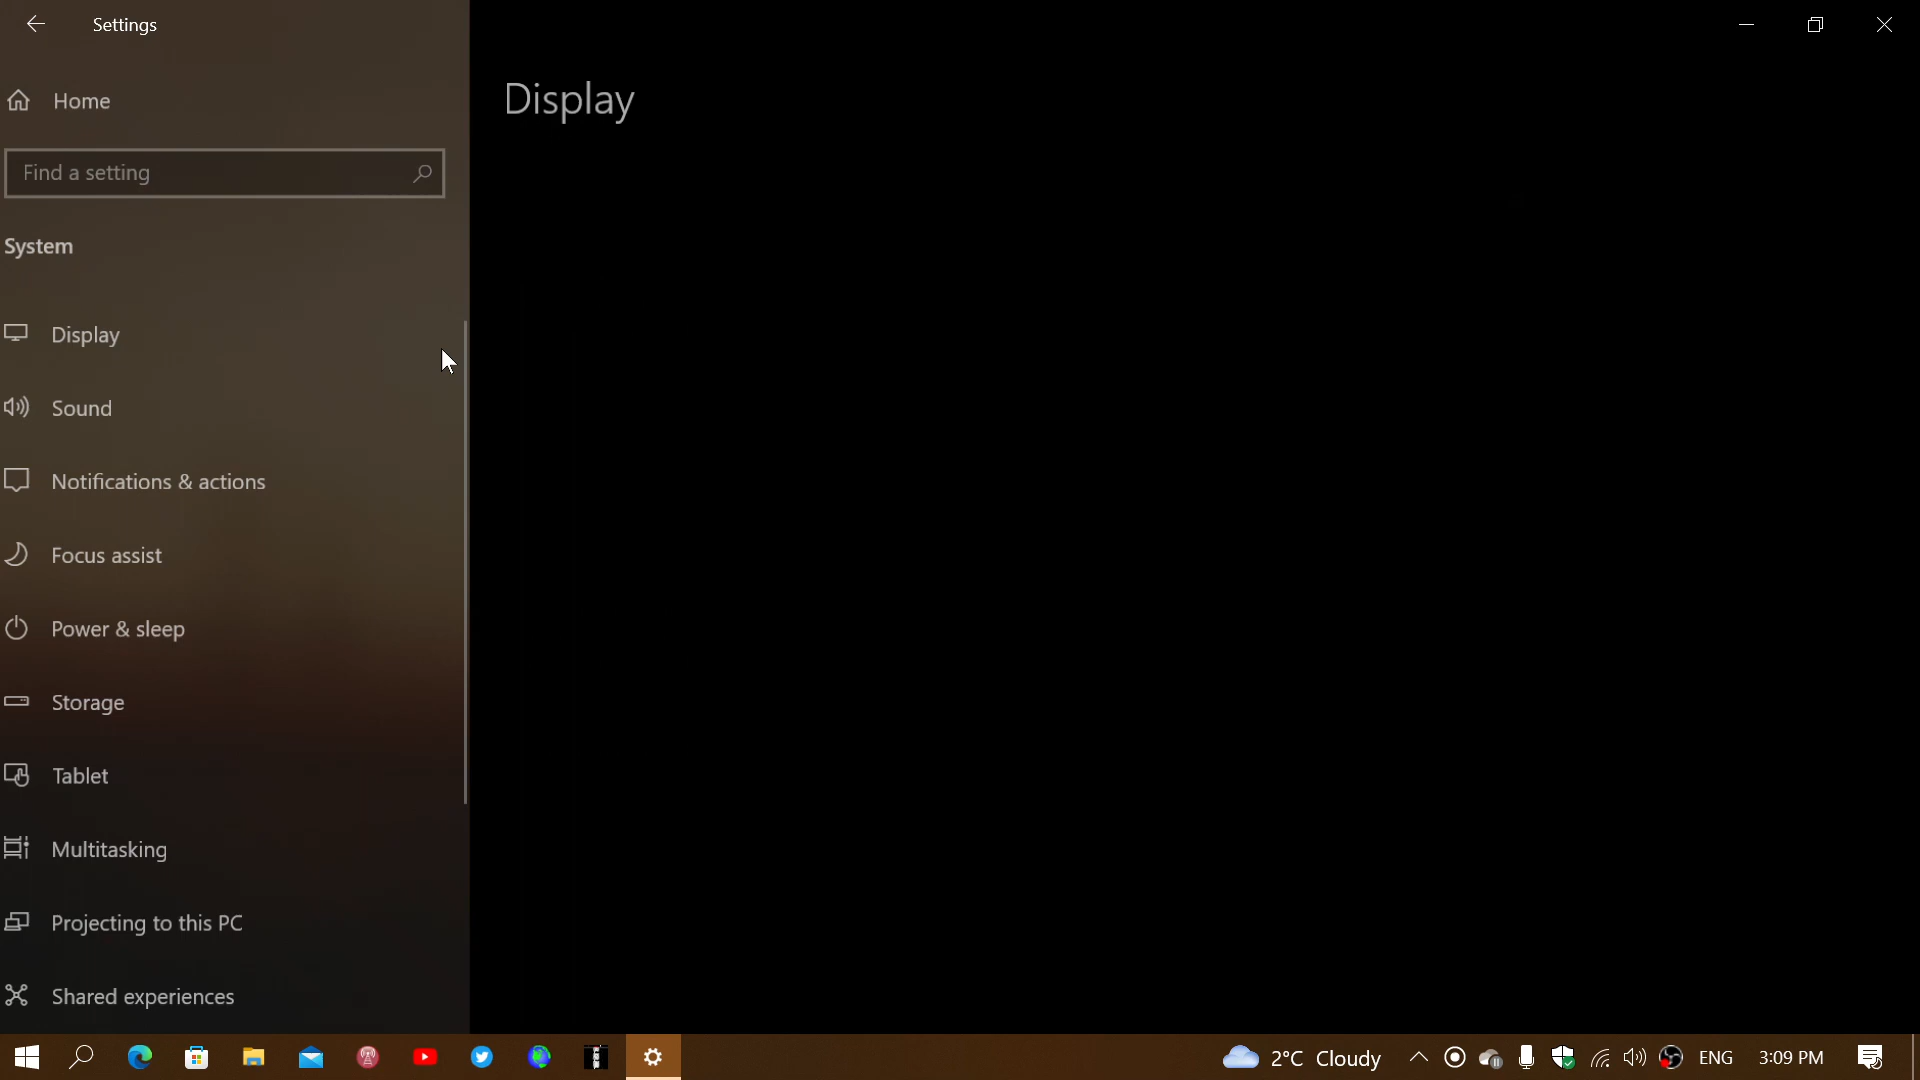 Settings
Home
Find a setting
System
Display
Sound
Notifications & actions
Focus assist
Power & sleep
Storage
Tablet
Multitasking
Projecting to this PC
Shared experiences
Display
2°C Cloudy
ENG
3:09 PM